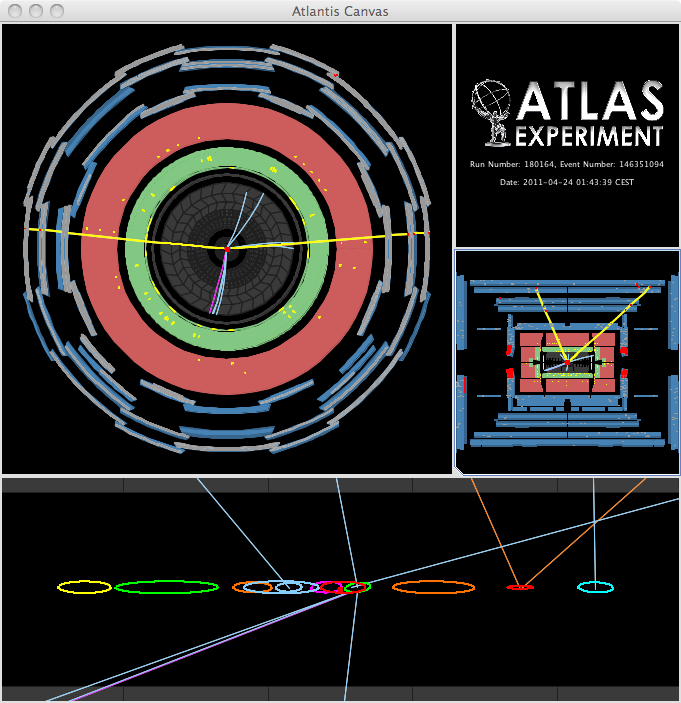 Atlantis Canvas
ATLAS
EXPERIMENT
Run Number: 180164, Event Number: 146351094
Date: 2011-04-24 01:43:39 CEST